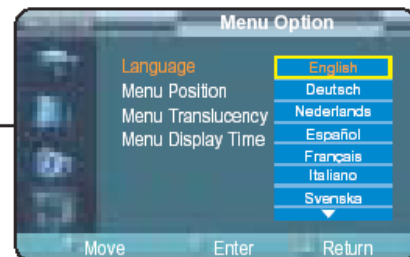 Menu Option
Language
English
Menu Position
Deutsch
Menu Translucency
Nederlands
Menu Display Time
Español
Français
Italiano
Svenska
Move Enter Return